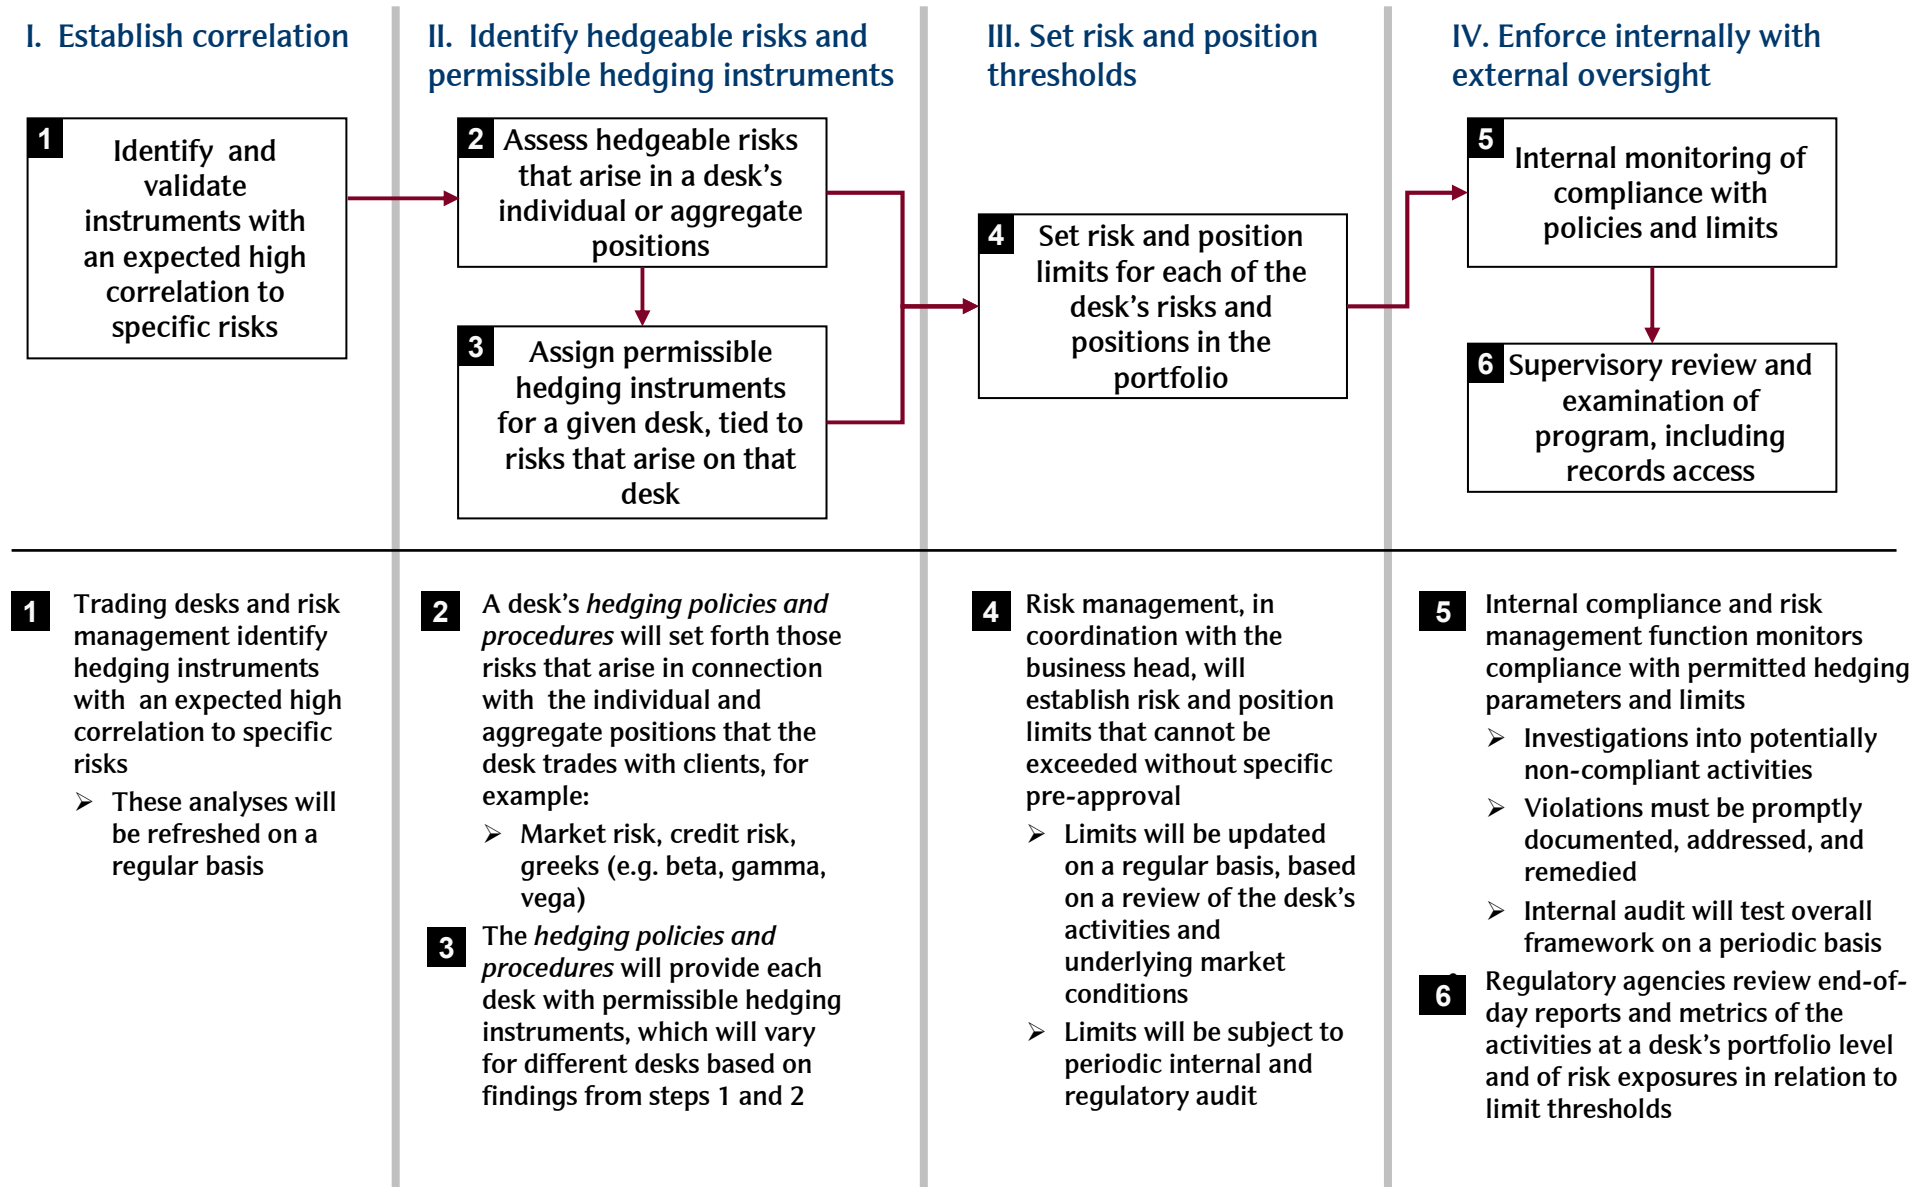 I. Establish correlation
II. Identify hedgeable risks and
permissible hedging instruments
III. Set risk and position
thresholds
IV. Enforce internally with
external oversight
1
Identify and
validate
instruments with
an expected high
correlation to
specific risks
2
Assess hedgeable risks
that arise in a desk's
individual or aggregate
positions
3
Assign permissible
hedging instruments
for a given desk, tied to
risks that arise on that
desk
4
Set risk and position
limits for each of the
desk's risks and
positions in the
portfolio
5
Internal monitoring of
compliance with
policies and limits
6
Supervisory review and
examination of
program, including
records access
1
Trading desks and risk
management identify
hedging instruments
with an expected high
correlation to specific
risks
➢ These analyses will
be refreshed on a
regular basis
2
A desk's hedging policies and
procedures will set forth those
risks that arise in connection
with the individual and
aggregate positions that the
desk trades with clients, for
example:
➢ Market risk, credit risk,
greeks (e.g. beta, gamma,
vega)
3
The hedging policies and
procedures will provide each
desk with permissible hedging
instruments, which will vary
for different desks based on
findings from steps 1 and 2
4
Risk management, in
coordination with the
business head, will
establish risk and position
limits that cannot be
exceeded without specific
pre-approval
➢ Limits will be updated
on a regular basis, based
on a review of the desk's
activities and
underlying market
conditions
➢ Limits will be subject to
periodic internal and
regulatory audit
5
Internal compliance and risk
management function monitors
compliance with permitted hedging
parameters and limits
➢ Investigations into potentially
non-compliant activities
➢ Violations must be promptly
documented, addressed, and
remedied
➢ Internal audit will test overall
framework on a periodic basis
6
Regulatory agencies review end-of-
day reports and metrics of the
activities at a desk's portfolio level
and of risk exposures in relation to
limit thresholds